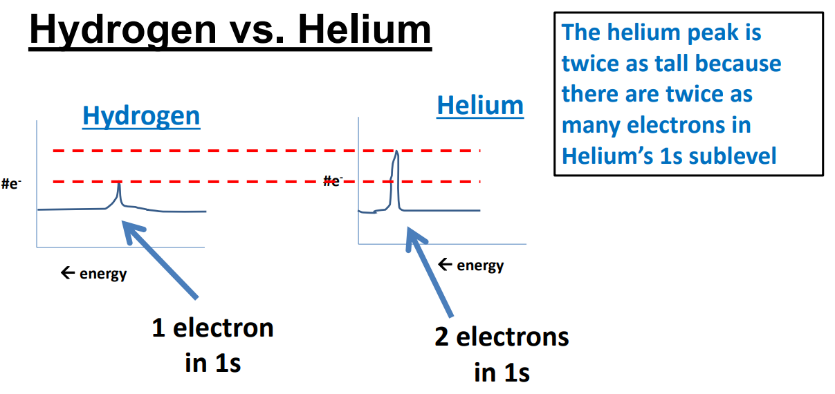 Hydrogen vs. Helium
The helium peak is
twice as tall because
there are twice as
many electrons in
Helium's 1s sublevel
Hydrogen
Helium
#e-
#e-
← energy
← energy
1 electron
in 1s
2 electrons
in 1s